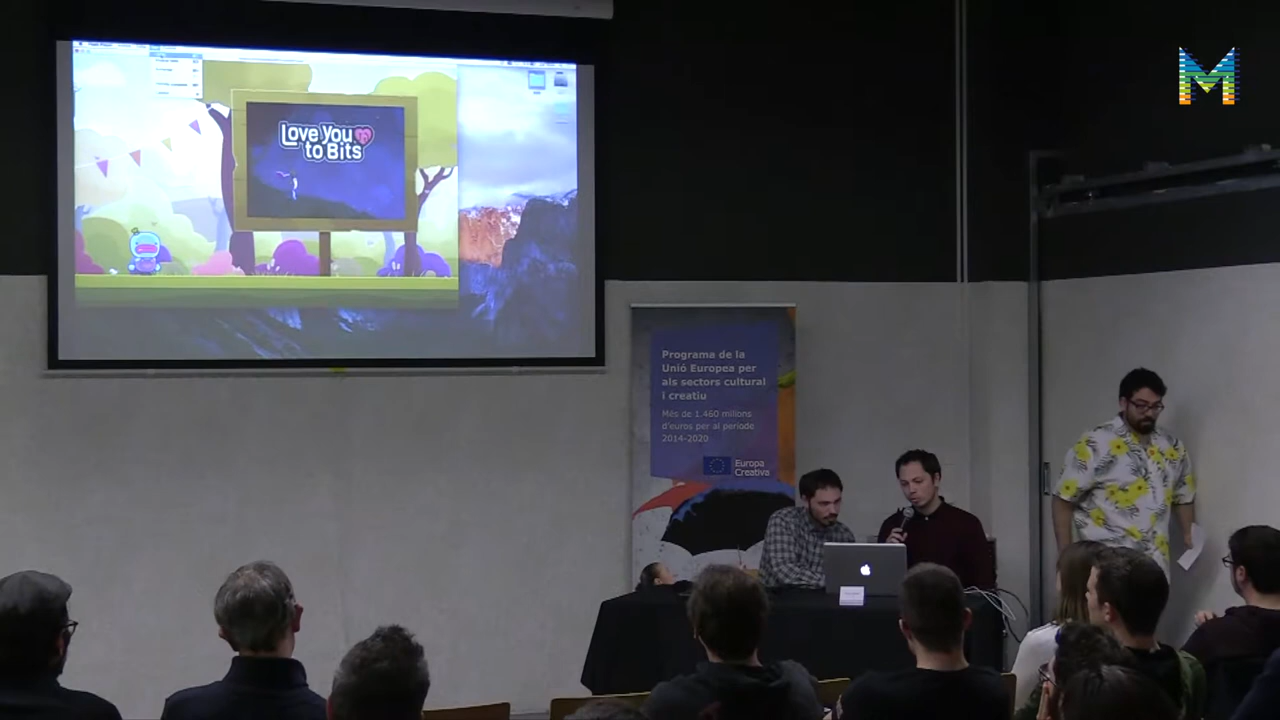 Love You
to Bits
M
Programa de la
Unió Europea per
als sectors cultural
i creatiu
Més de 1.460 milions
d'euros per al període
2014-2020
Europa
Creativa